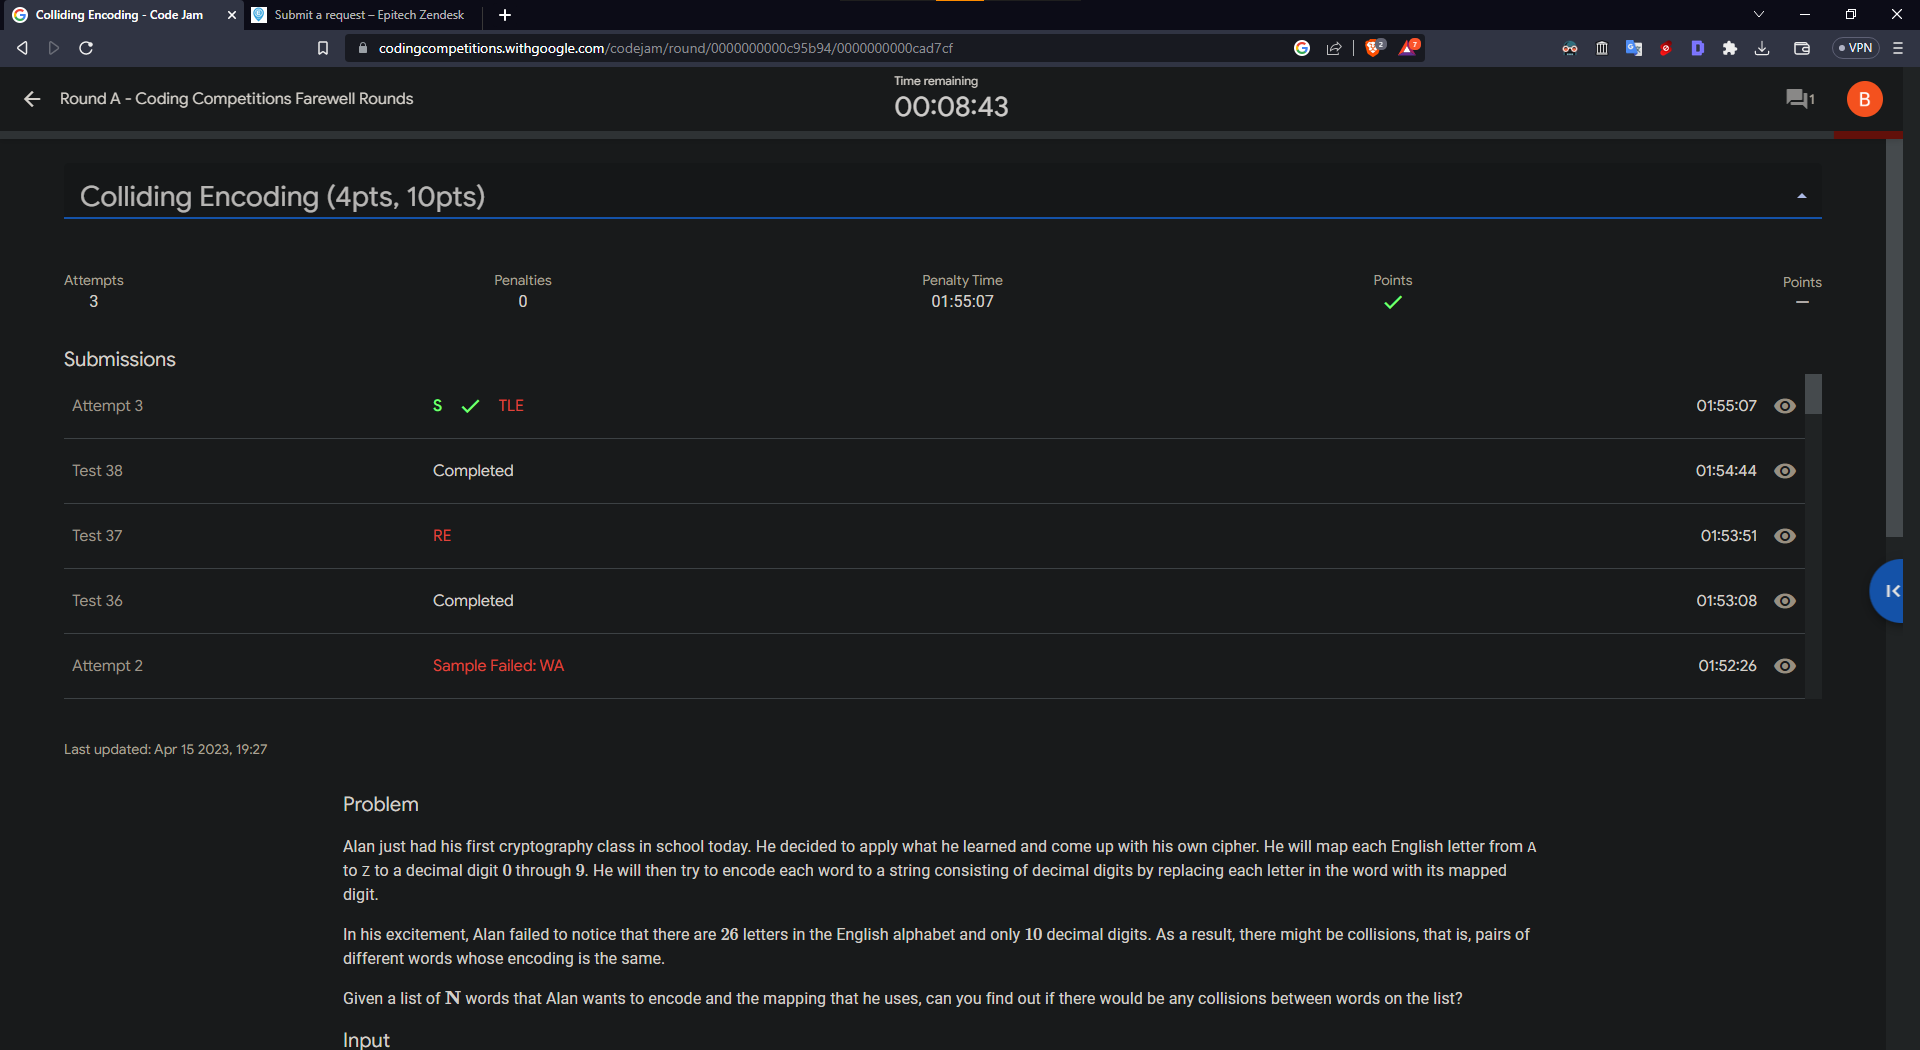 Colliding Encoding - Code Jam
Submit a request – Epitech Zendesk
codingcompetitions.withgoogle.com/codejam/round/0000000000c95b94/0000000000cad7cf
2
7
D
VPN
Round A - Coding Competitions Farewell Rounds
Time remaining
00:08:43
1
B
Colliding Encoding (4pts, 10pts)
Attempts Penalties Penalty Time Points Points
3 0 01:55:07 –
Submissions
Attempt 3 S TLE 01:55:07
Test 38 Completed 01:54:44
Test 37 RE 01:53:51
Test 36 Completed 01:53:08
Attempt 2 Sample Failed: WA 01:52:26
Last updated: Apr 15 2023, 19:27
Problem
Alan just had his first cryptography class in school today. He decided to apply what he learned and come up with his own cipher. He will map each English letter from A
to Z to a decimal digit 0 through 9. He will then try to encode each word to a string consisting of decimal digits by replacing each letter in the word with its mapped
digit.
In his excitement, Alan failed to notice that there are 26 letters in the English alphabet and only 10 decimal digits. As a result, there might be collisions, that is, pairs of
different words whose encoding is the same.
Given a list of N words that Alan wants to encode and the mapping that he uses, can you find out if there would be any collisions between words on the list?
Input